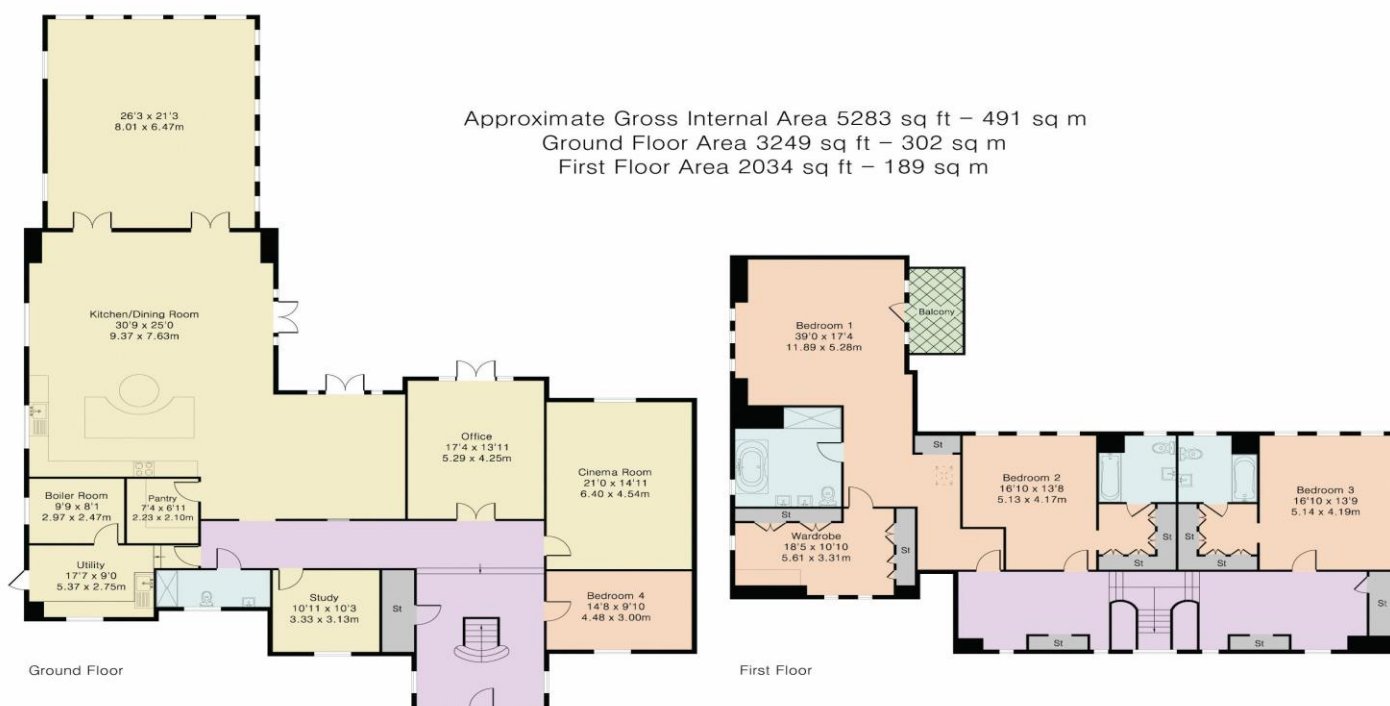 Approximate Gross Internal Area 5283 sq ft – 491 sq m
Ground Floor Area 3249 sq ft – 302 sq m
First Floor Area 2034 sq ft – 189 sq m
26'3 x 21'3
8.01 x 6.47m
Kitchen/Dining Room
30'9 x 25'0
9.37 x 7.63m
Office
17'4 x 13'11
5.29 x 4.25m
Cinema Room
21'0 x 14'11
6.40 x 4.54m
Boiler Room
9'9 x 8'1
2.97 x 2.47m
Pantry
7'4 x 6'11
2.23 x 2.10m
Utility
17'7 x 9'0
5.37 x 2.75m
Study
10'11 x 10'3
3.33 x 3.13m
St
Bedroom 4
14'8 x 9'10
4.48 x 3.00m
Ground Floor
Bedroom 1
39'0 x 17'4
11.89 x 5.28m
Balcony
St
Bedroom 2
16'10 x 13'8
5.13 x 4.17m
Bedroom 3
16'10 x 13'9
5.14 x 4.19m
St
Wardrobe
18'5 x 10'10
5.61 x 3.31m
St
St
St
St
St
St
St
St
First Floor